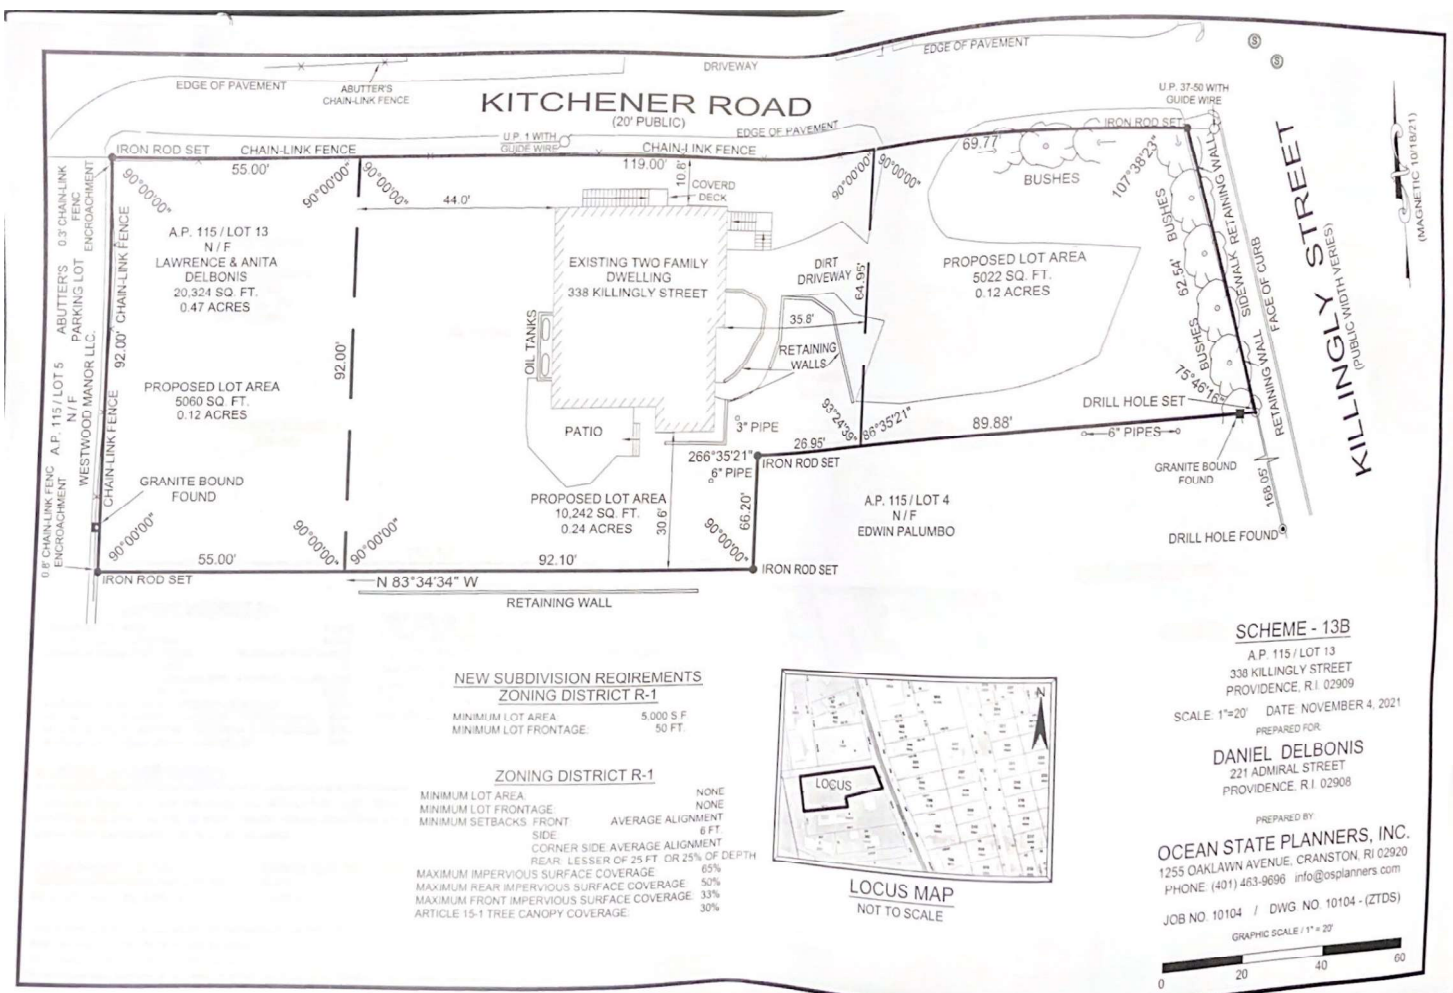 EDGE OF PAVEMENT
ABUTTER'S
CHAIN-LINK FENCE
DRIVEWAY
EDGE OF PAVEMENT
S
S
KITCHENER ROAD
(20' PUBLIC)
U.P. 1 WITH
GUIDE WIRE
EDGE OF PAVEMENT
U.P. 37-50 WITH
GUIDE WIRE
IRON ROD SET
IRON ROD SET
CHAIN-LINK FENCE
CHAIN-LINK FENCE
55.00'
119.00'
69.77'
90°00'00"
90°00'00"
90°00'00"
90°00'00"
90°00'00"
107°38'23"
10.8'
COVERD
DECK
44.0'
BUSHES
A.P. 115 / LOT 13
N / F
LAWRENCE & ANITA
DELBONIS
20,324 SQ. FT.
0.47 ACRES
EXISTING TWO FAMILY
DWELLING
338 KILLINGLY STREET
DIRT
DRIVEWAY
64.95'
PROPOSED LOT AREA
5022 SQ. FT.
0.12 ACRES
62.54'
BUSHES
BUSHES
SIDEWALK RETAINING WALL
FACE OF CURB
RETAINING WALL
KILLINGLY STREET
(PUBLIC WIDTH VERIES)
(MAGNETIC 10/18/21)
0.3' CHAIN-LINK
FENC
ENCROACHMENT
ABUTTER'S
PARKING LOT
A.P. 115 / LOT 5
N / F
WESTWOOD MANOR LLC.
0.8' CHAIN-LINK FENC
ENCROACHMENT
CHAIN-LINK FENCE
92.00'
CHAIN-LINK FENCE
92.00'
OIL TANKS
35.8'
RETAINING
WALLS
PROPOSED LOT AREA
5060 SQ. FT.
0.12 ACRES
PATIO
3" PIPE
93°24'39"
86°35'21"
75°46'16"
DRILL HOLE SET
89.88'
6" PIPES
26.95'
266°35'21"
6" PIPE
IRON ROD SET
GRANITE BOUND
FOUND
GRANITE BOUND
FOUND
168.05'
PROPOSED LOT AREA
10,242 SQ. FT.
0.24 ACRES
30.6'
66.20'
A.P. 115 / LOT 4
N / F
EDWIN PALUMBO
DRILL HOLE FOUND
90°00'00"
90°00'00"
90°00'00"
90°00'00"
55.00'
92.10'
IRON ROD SET
IRON ROD SET
N 83°34'34" W
RETAINING WALL
NEW SUBDIVISION REQIREMENTS
ZONING DISTRICT R-1
MINIMUM LOT AREA: 5,000 S.F
MINIMUM LOT FRONTAGE: 50 FT.
ZONING DISTRICT R-1
MINIMUM LOT AREA: NONE
MINIMUM LOT FRONTAGE: NONE
MINIMUM SETBACKS: FRONT: AVERAGE ALIGNMENT
SIDE: 6 FT.
CORNER SIDE: AVERAGE ALIGNMENT
REAR: LESSER OF 25 FT. OR 25% OF DEPTH
MAXIMUM IMPERVIOUS SURFACE COVERAGE: 65%
MAXIMUM REAR IMPERVIOUS SURFACE COVERAGE: 50%
MAXIMUM FRONT IMPERVIOUS SURFACE COVERAGE: 33%
ARTICLE 15-1 TREE CANOPY COVERAGE: 30%
N
LOCUS
LOCUS MAP
NOT TO SCALE
SCHEME - 13B
A.P. 115 / LOT 13
338 KILLINGLY STREET
PROVIDENCE, R.I. 02909
SCALE: 1"=20' DATE: NOVEMBER 4, 2021
PREPARED FOR:
DANIEL DELBONIS
221 ADMIRAL STREET
PROVIDENCE, R.I. 02908
PREPARED BY:
OCEAN STATE PLANNERS, INC.
1255 OAKLAWN AVENUE, CRANSTON, RI 02920
PHONE: (401) 463-9696 info@osplanners.com
JOB NO. 10104 / DWG. NO. 10104 - (ZTDS)
GRAPHIC SCALE / 1" = 20'
0 20 40 60